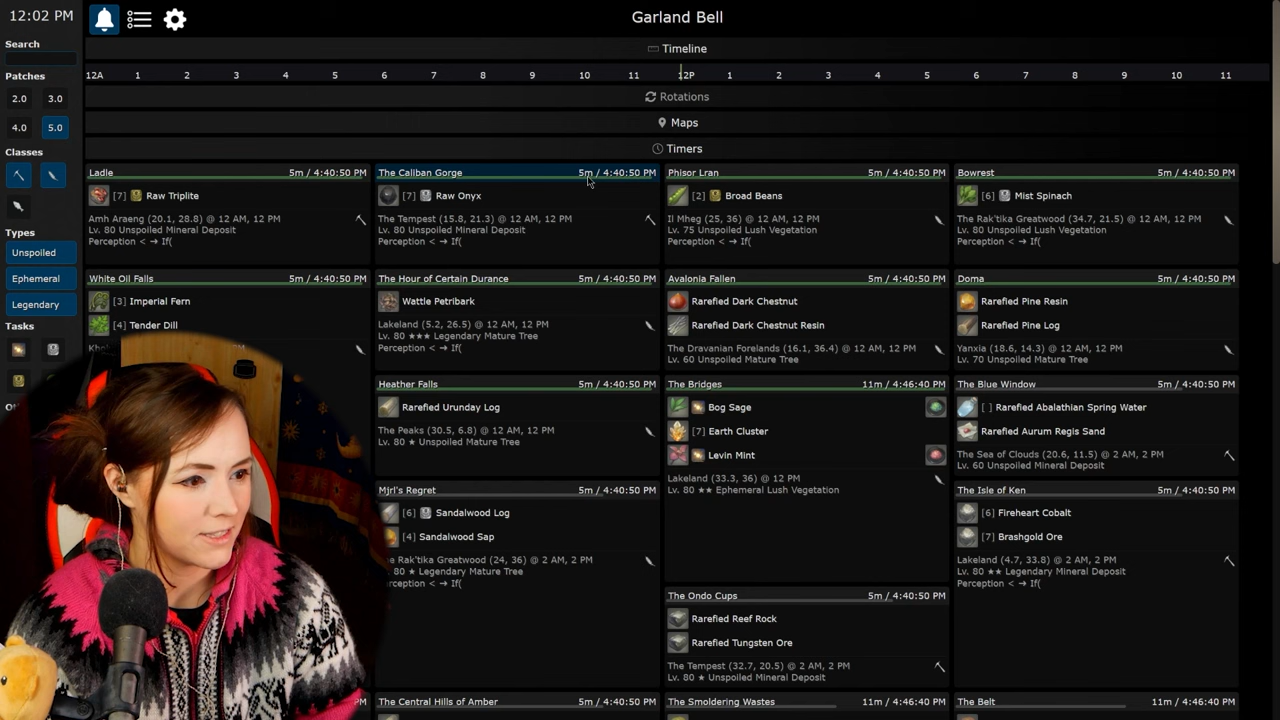 12:02 PM
Garland Bell
Search
Patches
2.0 3.0
4.0 5.0
Classes
Types
Unspoiled
Ephemeral
Legendary
Tasks
Timeline
12A 1 2 3 4 5 6 7 8 9 10 11 12P 1 2 3 4 5 6 7 8 9 10 11
Rotations
Maps
Timers
Ladle 5m / 4:40:50 PM
[7] Raw Triplite
Amh Araeng (20.1, 28.8) @ 12 AM, 12 PM
Lv. 80 Unspoiled Mineral Deposit
Perception < → If(
The Caliban Gorge 5m / 4:40:50 PM
[7] Raw Onyx
The Tempest (15.8, 21.3) @ 12 AM, 12 PM
Lv. 80 Unspoiled Mineral Deposit
Perception < → If(
Phisor Lran 5m / 4:40:50 PM
[2] Broad Beans
Il Mheg (25, 36) @ 12 AM, 12 PM
Lv. 75 Unspoiled Lush Vegetation
Perception < → If(
Bowrest 5m / 4:40:50 PM
[6] Mist Spinach
The Rak'tika Greatwood (34.7, 21.5) @ 12 AM, 12 PM
Lv. 80 Unspoiled Lush Vegetation
Perception < → If(
White Oil Falls 5m / 4:40:50 PM
[3] Imperial Fern
[4] Tender Dill
The Hour of Certain Durance 5m / 4:40:50 PM
Wattle Petribark
Lakeland (5.2, 26.5) @ 12 AM, 12 PM
Lv. 80 ★★★ Legendary Mature Tree
Perception < → If(
Avalonia Fallen 5m / 4:40:50 PM
Rarefied Dark Chestnut
Rarefied Dark Chestnut Resin
The Dravanian Forelands (16.1, 36.4) @ 12 AM, 12 PM
Lv. 60 Unspoiled Mature Tree
Doma 5m / 4:40:50 PM
Rarefied Pine Resin
Rarefied Pine Log
Yanxia (18.6, 14.3) @ 12 AM, 12 PM
Lv. 70 Unspoiled Mature Tree
Heather Falls 5m / 4:40:50 PM
Rarefied Urunday Log
The Peaks (30.5, 6.8) @ 12 AM, 12 PM
Lv. 80 ★ Unspoiled Mature Tree
The Bridges 11m / 4:46:40 PM
Bog Sage
[7] Earth Cluster
Levin Mint
Lakeland (33.3, 36) @ 12 PM
Lv. 80 ★★ Ephemeral Lush Vegetation
The Blue Window 5m / 4:40:50 PM
[ ] Rarefied Abalathian Spring Water
Rarefied Aurum Regis Sand
The Sea of Clouds (20.6, 11.5) @ 2 AM, 2 PM
Lv. 60 Unspoiled Mineral Deposit
Mjrl's Regret 5m / 4:40:50 PM
[6] Sandalwood Log
[4] Sandalwood Sap
Rak'tika Greatwood (24, 36) @ 2 AM, 2 PM
80 ★ Legendary Mature Tree
Perception < → If(
The Isle of Ken 5m / 4:40:50 PM
[6] Fireheart Cobalt
[7] Brashgold Ore
Lakeland (4.7, 33.8) @ 2 AM, 2 PM
Lv. 80 ★★ Legendary Mineral Deposit
Perception < → If(
The Ondo Cups 5m / 4:40:50 PM
Rarefied Reef Rock
Rarefied Tungsten Ore
The Tempest (32.7, 20.5) @ 2 AM, 2 PM
Lv. 80 ★ Unspoiled Mineral Deposit
PM
The Central Hills of Amber 5m / 4:40:50 PM
The Smoldering Wastes 11m / 4:46:40 PM
The Belt 11m / 4:46:40 PM